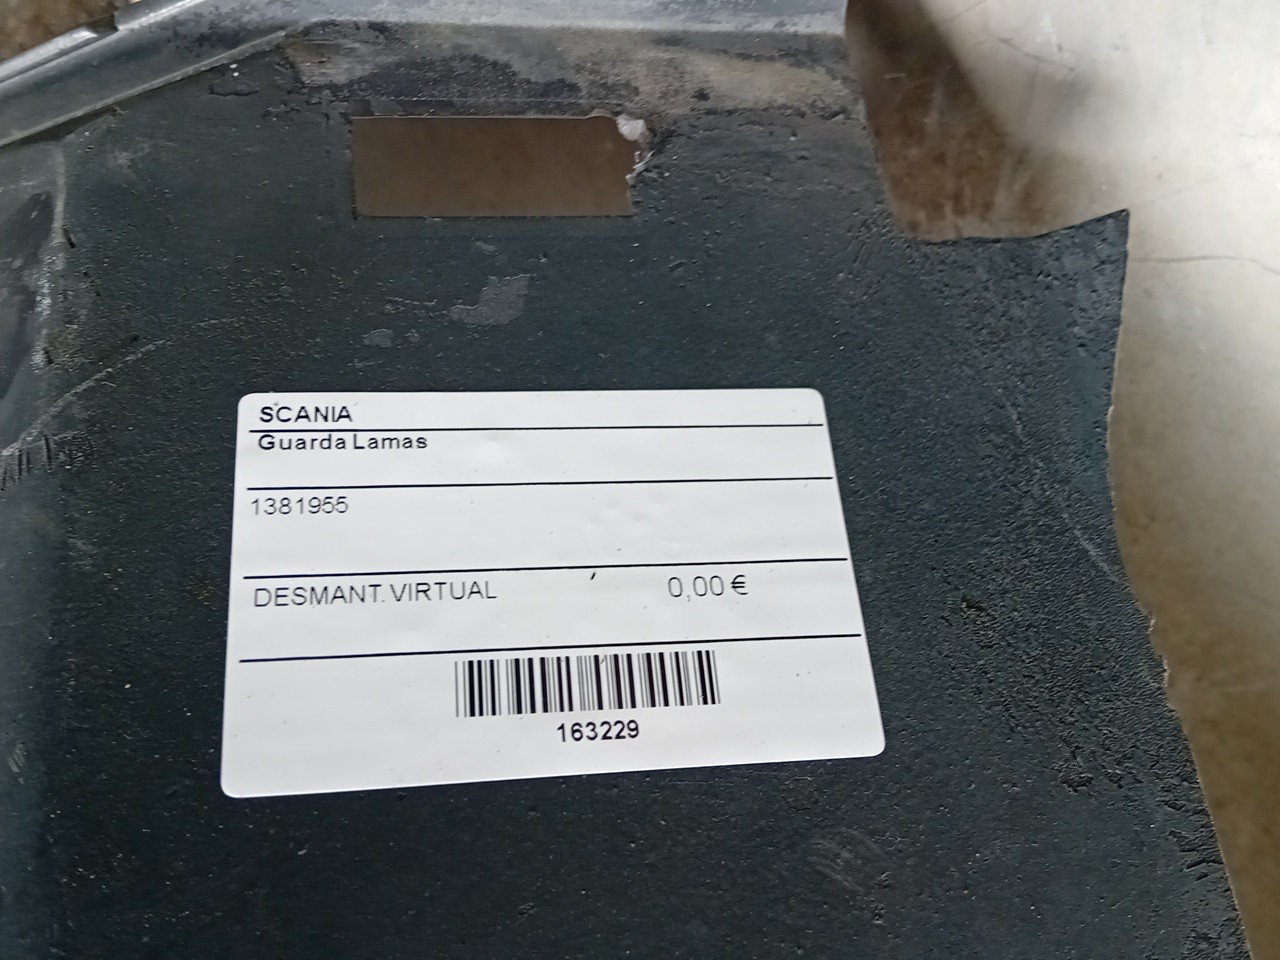 SCANIA
Guarda Lamas
1381955
DESMANT. VIRTUAL 0,00 €
163229